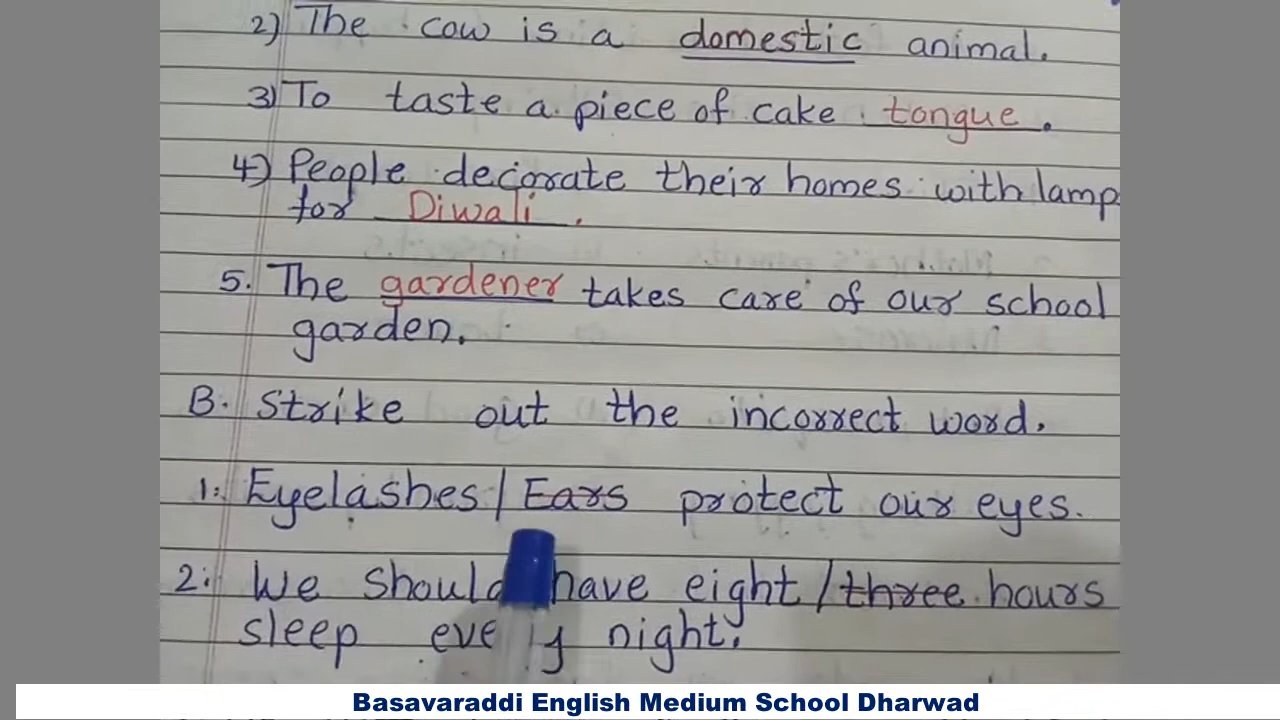 2) The cow is a domestic animal.
3) To taste a piece of cake tongue.
4) People decorate their homes with lamp
for Diwali.
5. The gardener takes care of our school
garden.
B. Strike out the incorrect word.
1. Eyelashes / Ears protect our eyes.
2. We should have eight / three hours
sleep every night.
Basavaraddi English Medium School Dharwad